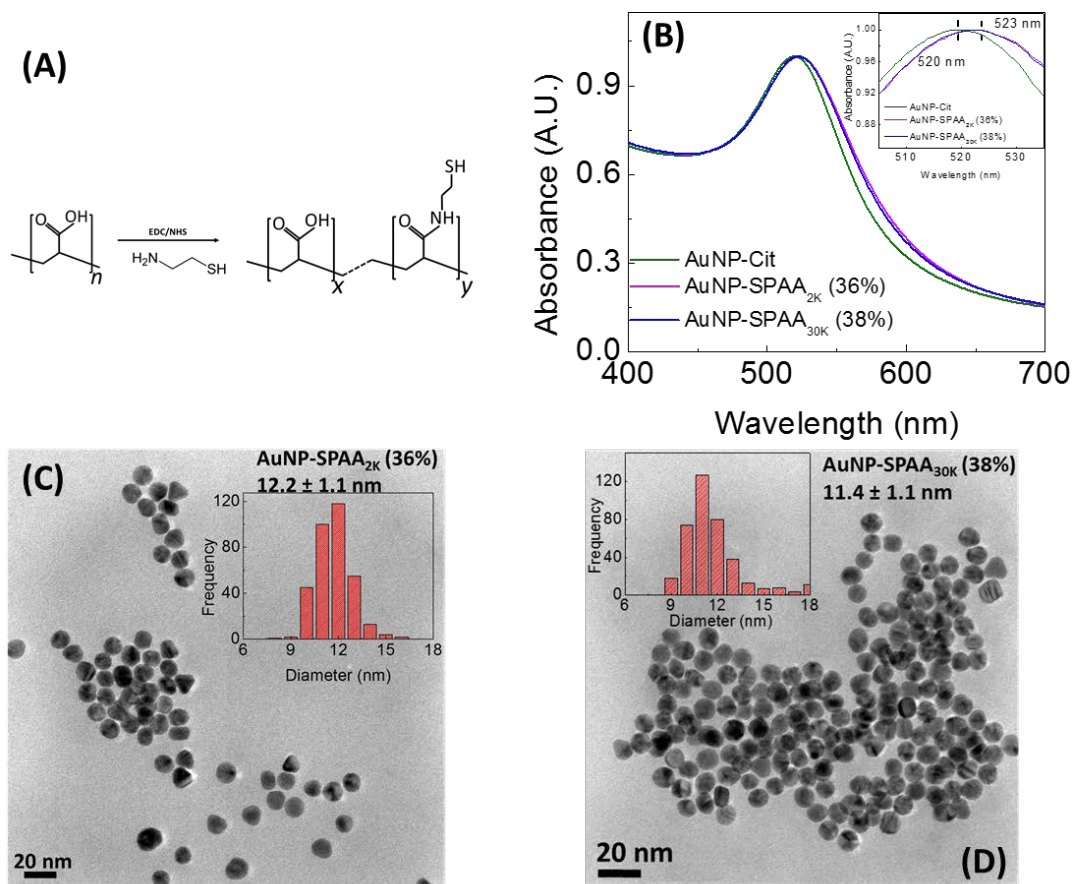 (A)
O
OH
n
EDC/NHS
H₂N
SH
O
OH
x
SH
O
NH
y
(B)
Absorbance (A.U.)
0.9
0.6
0.3
0.0
400
500
600
700
Wavelength (nm)
AuNP-Cit
AuNP-SPAA2K (36%)
AuNP-SPAA30K (38%)
Absorbance (A.U.)
1.00
0.96
0.92
0.88
523 nm
520 nm
AuNP-Cit
AuNP-SPAA2K (36%)
AuNP-SPAA30K (38%)
510
520
530
Wavelength (nm)
(C)
AuNP-SPAA2K (36%)
12.2 ± 1.1 nm
Frequency
120
80
40
0
6
9
12
15
18
Diameter (nm)
20 nm
AuNP-SPAA30K (38%)
11.4 ± 1.1 nm
Frequency
120
80
40
0
6
9
12
15
18
Diameter (nm)
20 nm
(D)